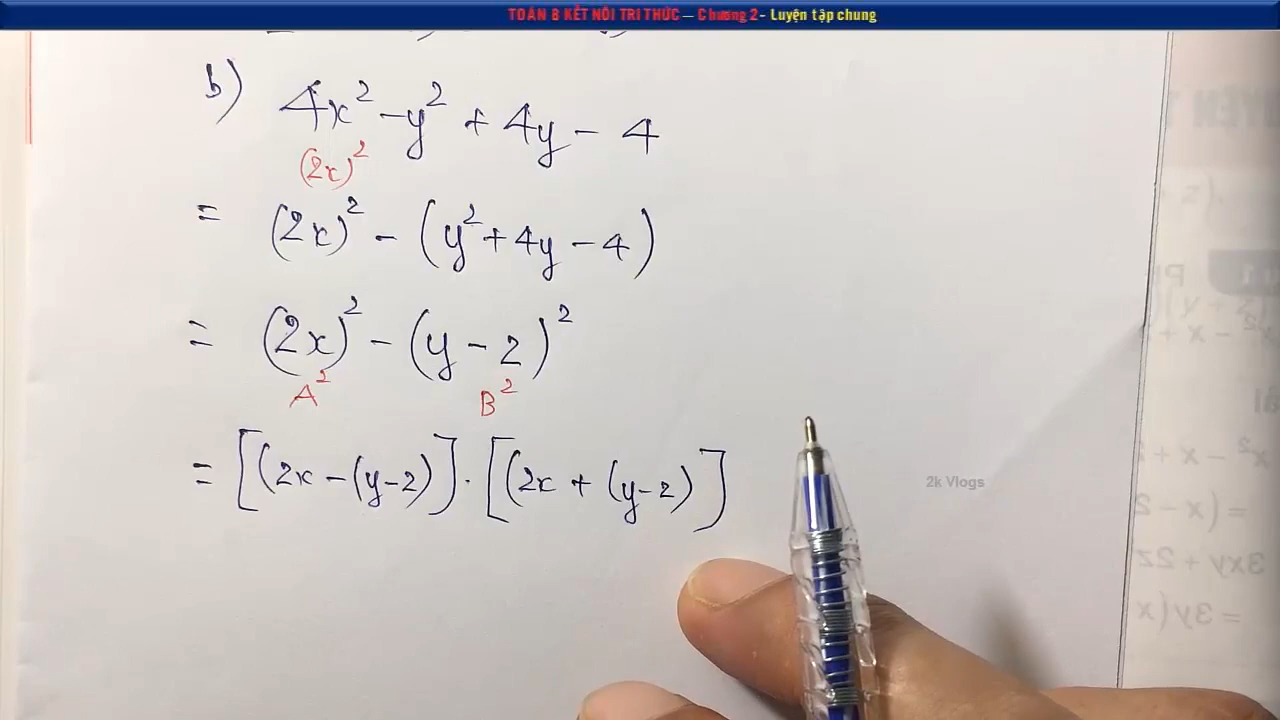 TOÁN 8 KẾT NỐI TRI THỨC — Chương 2 - Luyện tập chung
b) 4x² - y² + 4y - 4
(2x)²
= (2x)² - (y² + 4y - 4)
= (2x)² - (y - 2)²
A² B²
= [(2x - (y-2)] · [(2x + (y-2)]
2k Vlogs